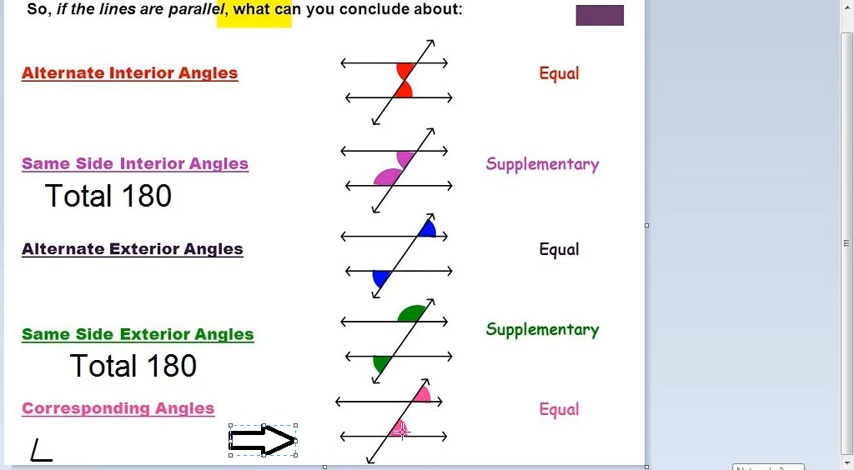 So, if the lines are parallel, what can you conclude about:
Alternate Interior Angles
Equal
Same Side Interior Angles
Supplementary
Total 180
Alternate Exterior Angles
Equal
Same Side Exterior Angles
Supplementary
Total 180
Corresponding Angles
Equal